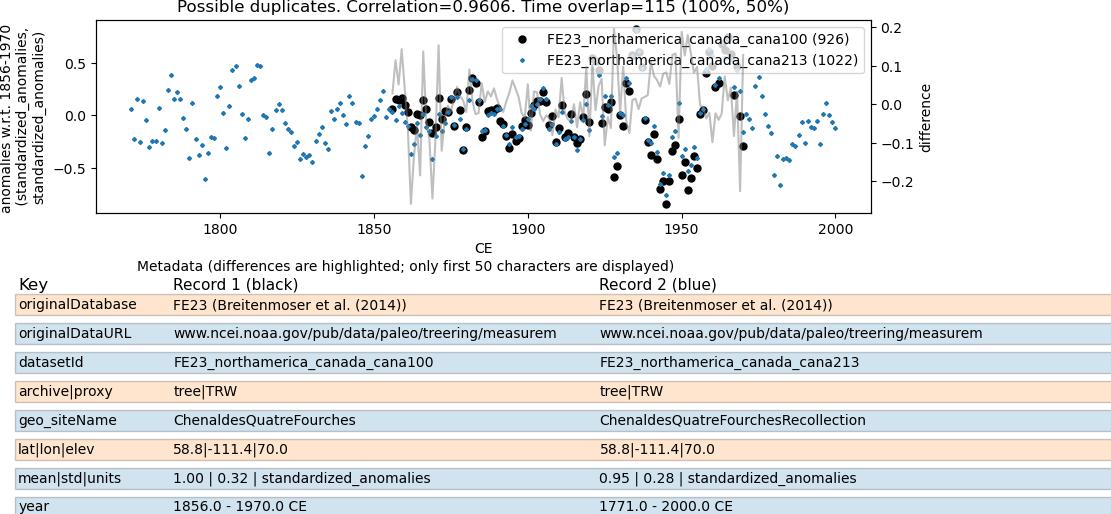 Possible duplicates. Correlation=0.9606. Time overlap=115 (100%, 50%)
anomalies w.r.t. 1856-1970
(standardized_anomalies,
standardized_anomalies)
0.5
0.0
−0.5
FE23_northamerica_canada_cana100 (926)
FE23_northamerica_canada_cana213 (1022)
0.2
0.1
0.0
−0.1
−0.2
difference
1800
1850
1900
1950
2000
CE
Metadata (differences are highlighted; only first 50 characters are displayed)
Key Record 1 (black) Record 2 (blue)
originalDatabase FE23 (Breitenmoser et al. (2014)) FE23 (Breitenmoser et al. (2014))
originalDataURL www.ncei.noaa.gov/pub/data/paleo/treering/measurem www.ncei.noaa.gov/pub/data/paleo/treering/measurem
datasetId FE23_northamerica_canada_cana100 FE23_northamerica_canada_cana213
archive|proxy tree|TRW tree|TRW
geo_siteName ChenaldesQuatreFourches ChenaldesQuatreFourchesRecollection
lat|lon|elev 58.8|-111.4|70.0 58.8|-111.4|70.0
mean|std|units 1.00 | 0.32 | standardized_anomalies 0.95 | 0.28 | standardized_anomalies
year 1856.0 - 1970.0 CE 1771.0 - 2000.0 CE